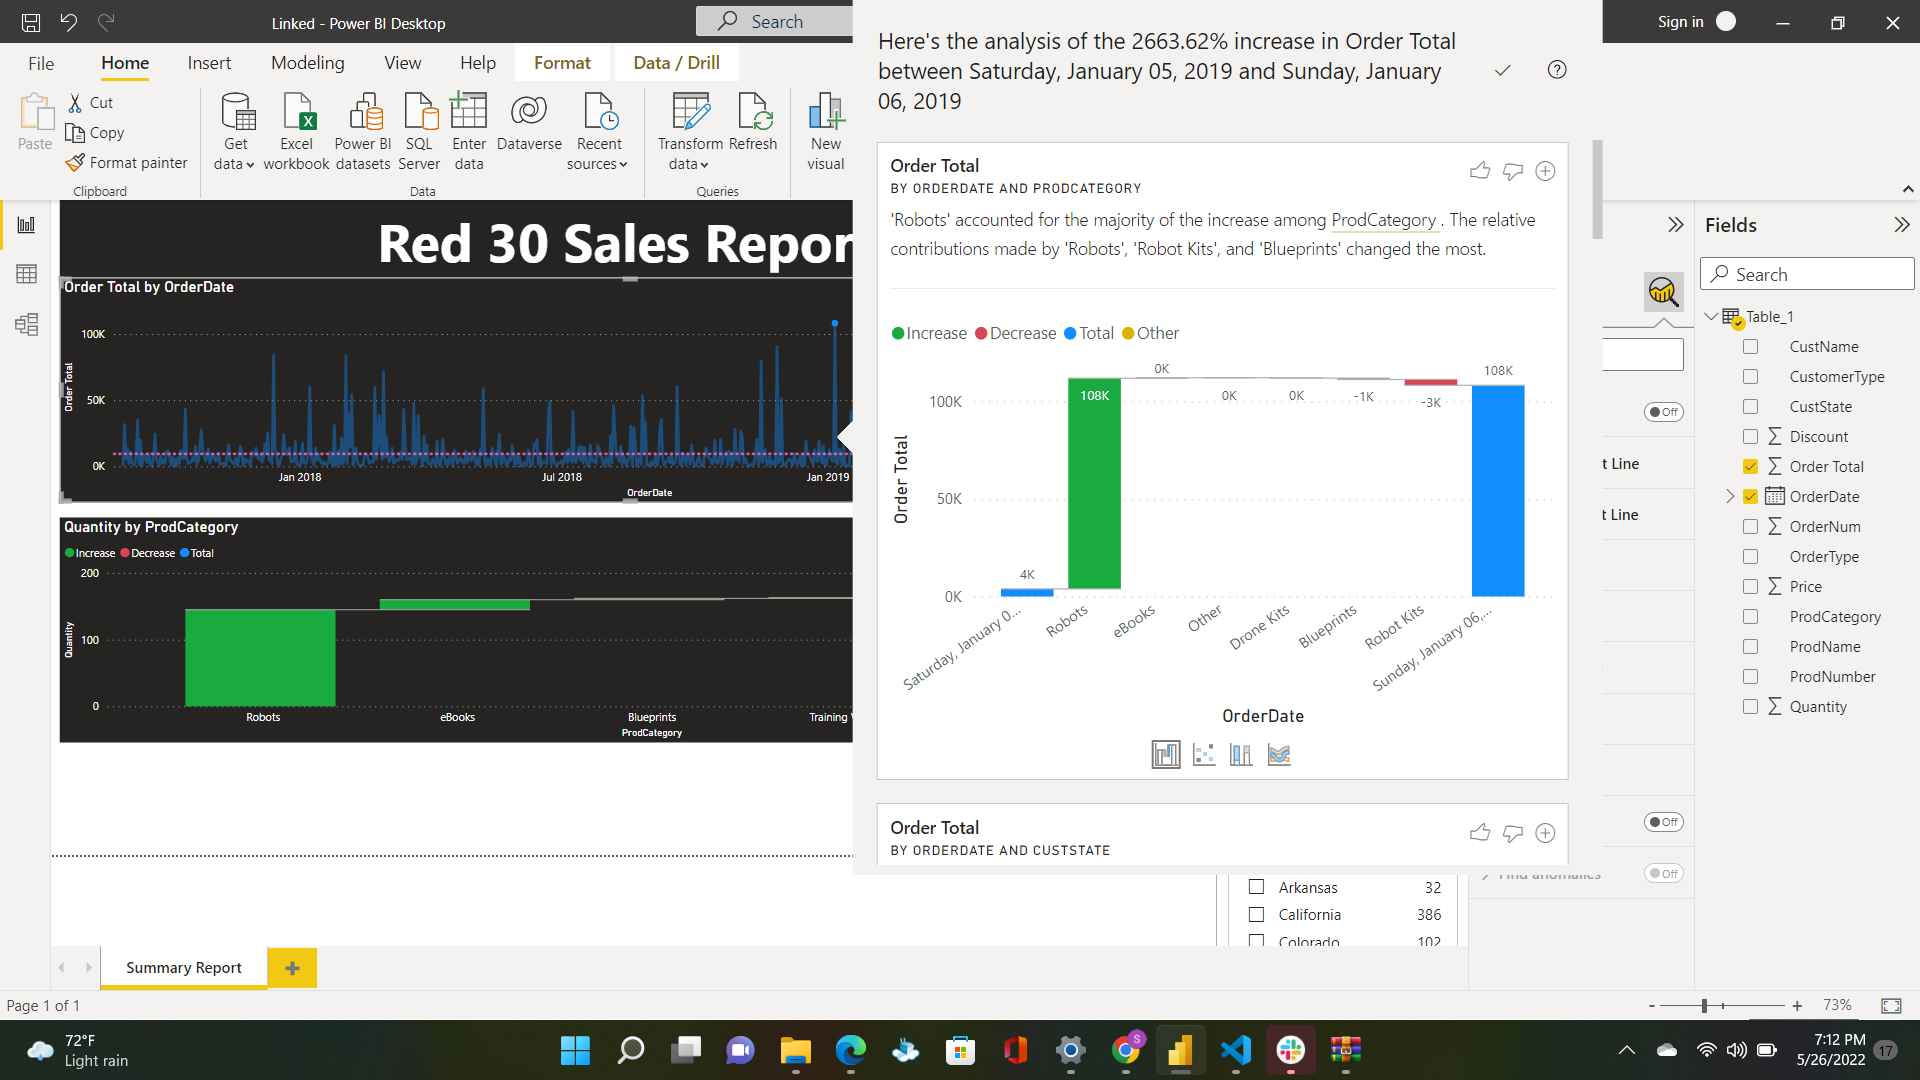 Linked - Power BI Desktop
Search
Sign in
File
Home
Insert
Modeling
View
Help
Format
Data / Drill
Paste
Cut
Copy
Format painter
Clipboard
Get data
Excel workbook
Power BI datasets
SQL Server
Enter data
Dataverse
Recent sources
Data
Transform data
Refresh
Queries
New visual
Here's the analysis of the 2663.62% increase in Order Total
between Saturday, January 05, 2019 and Sunday, January
06, 2019
Red 30 Sales Repor
Order Total by OrderDate
100K
50K
0K
Order Total
Jan 2018
Jul 2018
Jan 2019
OrderDate
Quantity by ProdCategory
Increase
Decrease
Total
200
100
0
Quantity
Robots
eBooks
Blueprints
Training
ProdCategory
Order Total
BY ORDERDATE AND PRODCATEGORY
'Robots' accounted for the majority of the increase among ProdCategory . The relative
contributions made by 'Robots', 'Robot Kits', and 'Blueprints' changed the most.
Increase
Decrease
Total
Other
100K
50K
0K
Order Total
4K
108K
0K
0K
0K
-1K
-3K
108K
Saturday, January 0...
Robots
eBooks
Other
Drone Kits
Blueprints
Robot Kits
Sunday, January 06,...
OrderDate
Order Total
BY ORDERDATE AND CUSTSTATE
Arkansas 32
California 386
Colorado 102
Off
t Line
t Line
Off
Find anomalies
Off
Fields
Search
Table_1
CustName
CustomerType
CustState
Discount
Order Total
OrderDate
OrderNum
OrderType
Price
ProdCategory
ProdName
ProdNumber
Quantity
Summary Report
Page 1 of 1
73%
72°F
Light rain
S
7:12 PM
5/26/2022
17